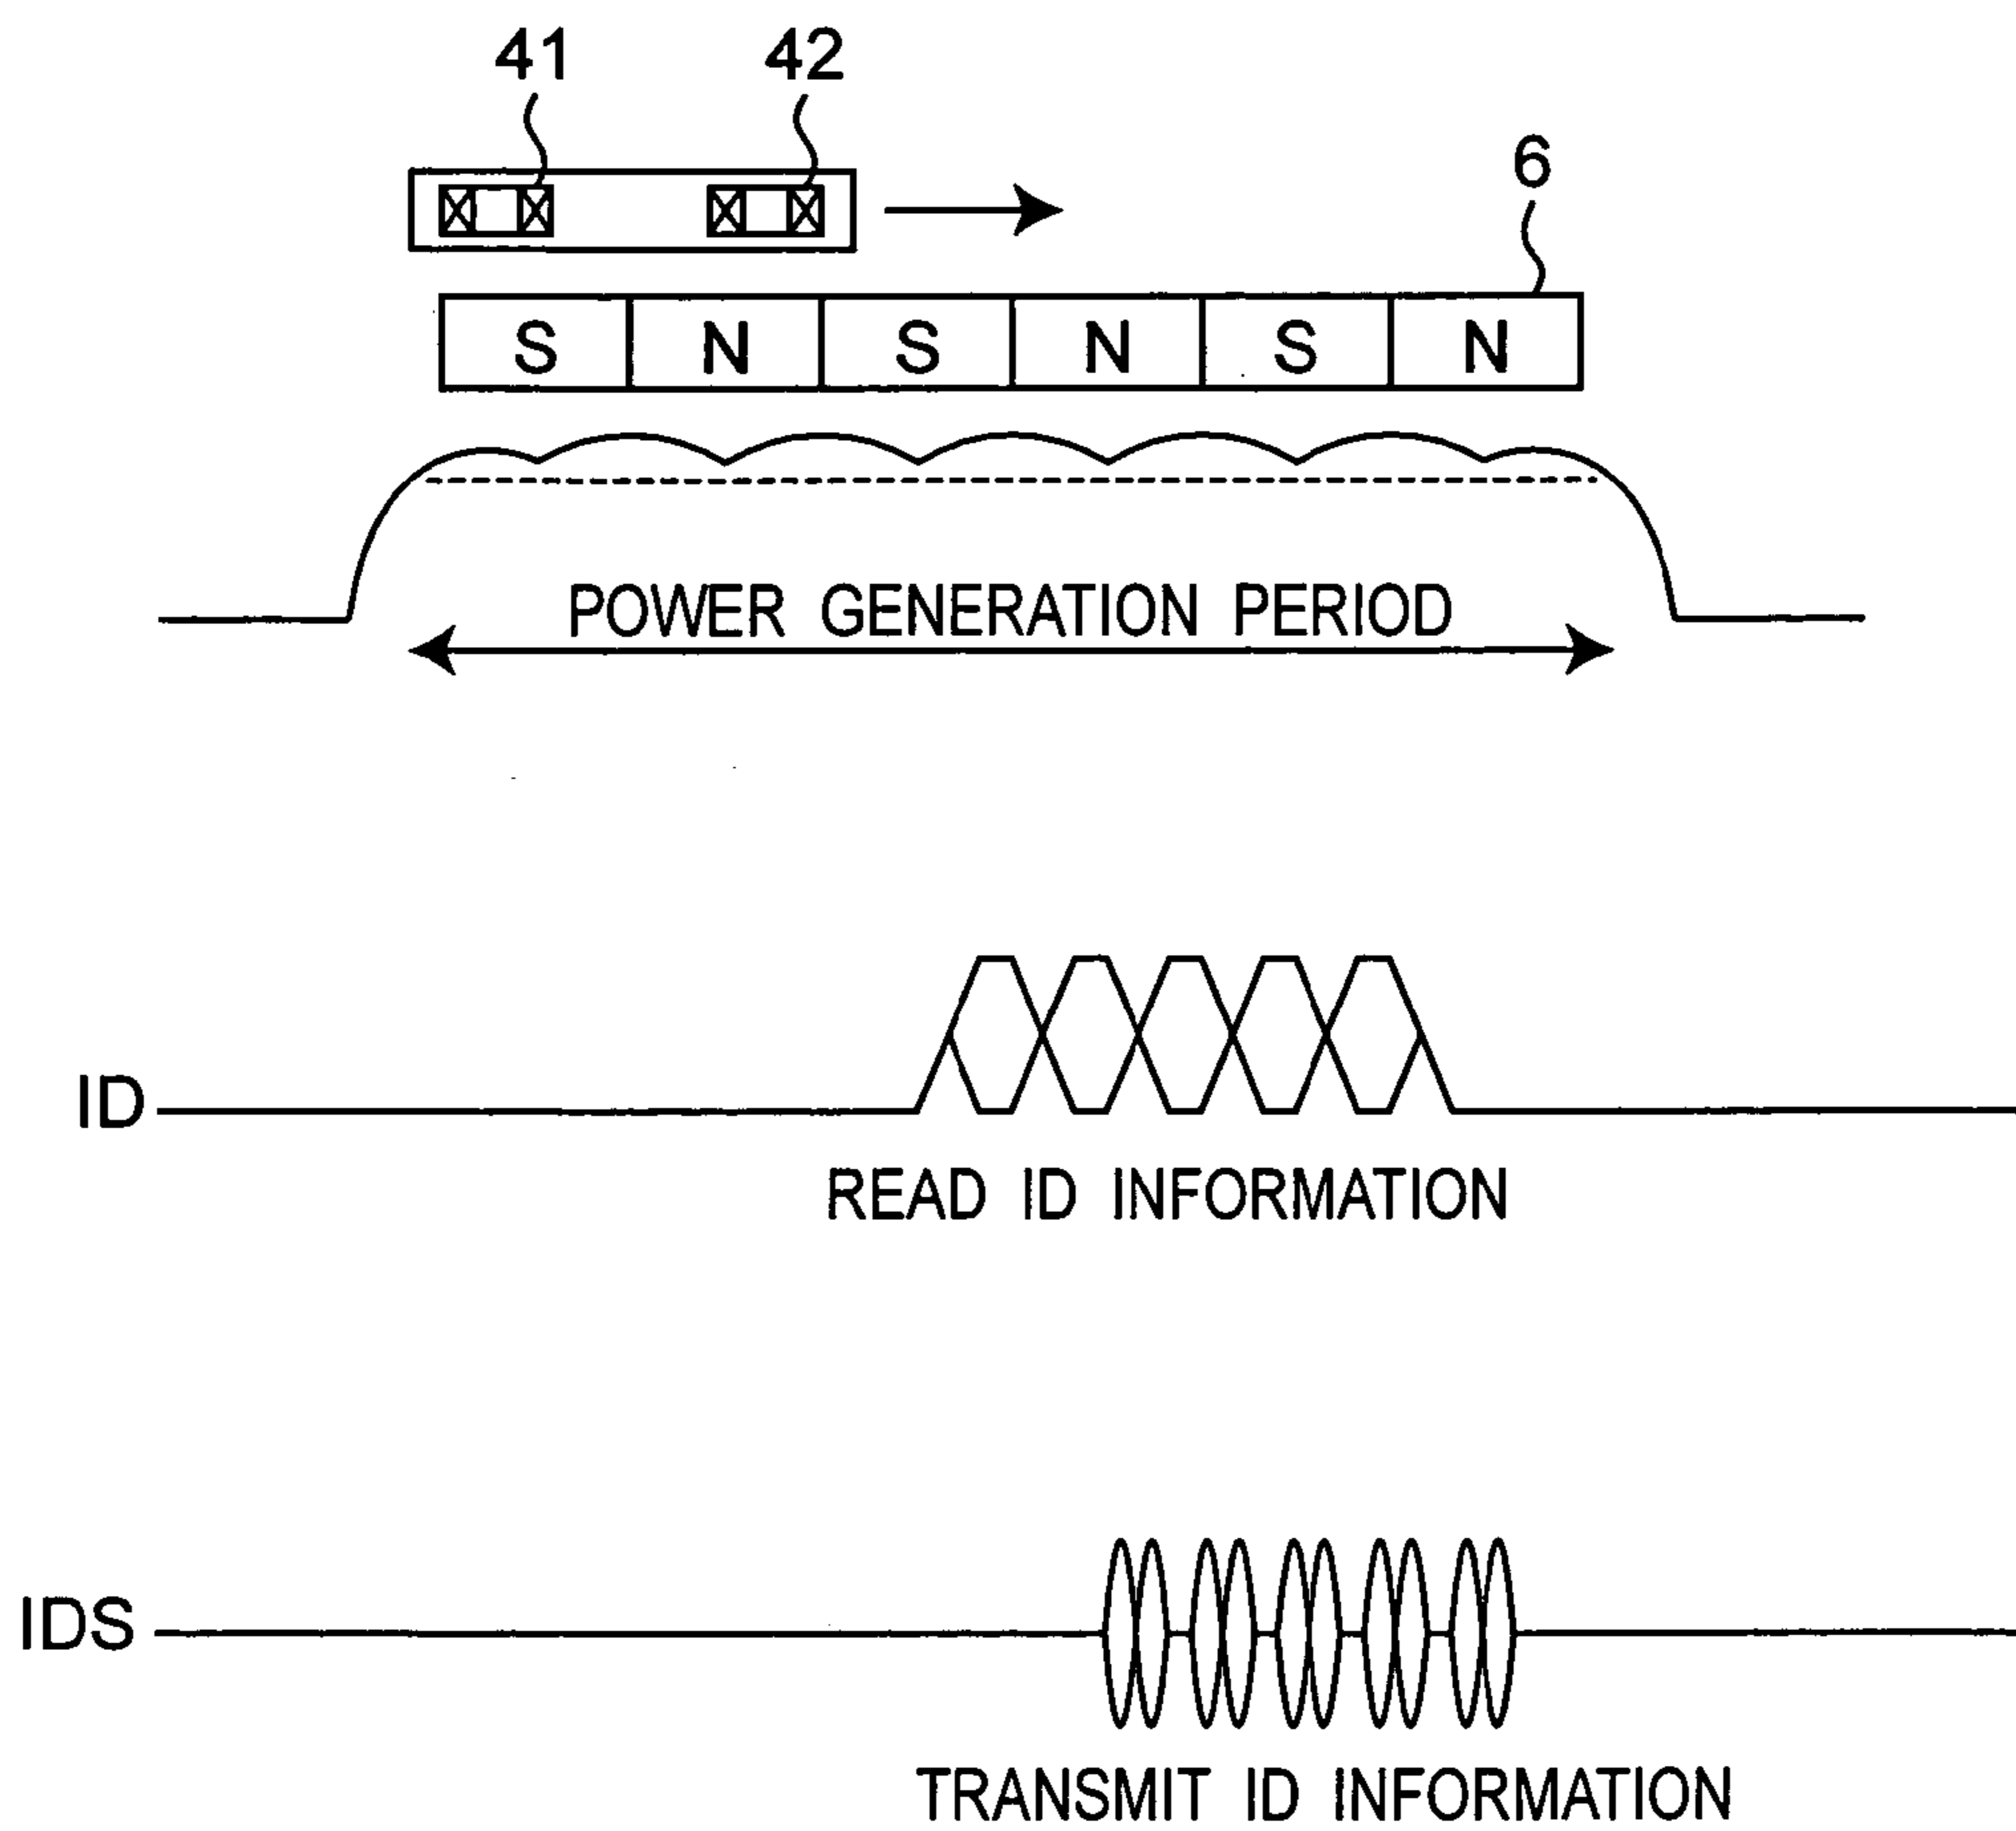 41 42
6
S N S N S N
POWER GENERATION PERIOD
ID
READ ID INFORMATION
IDS
TRANSMIT ID INFORMATION